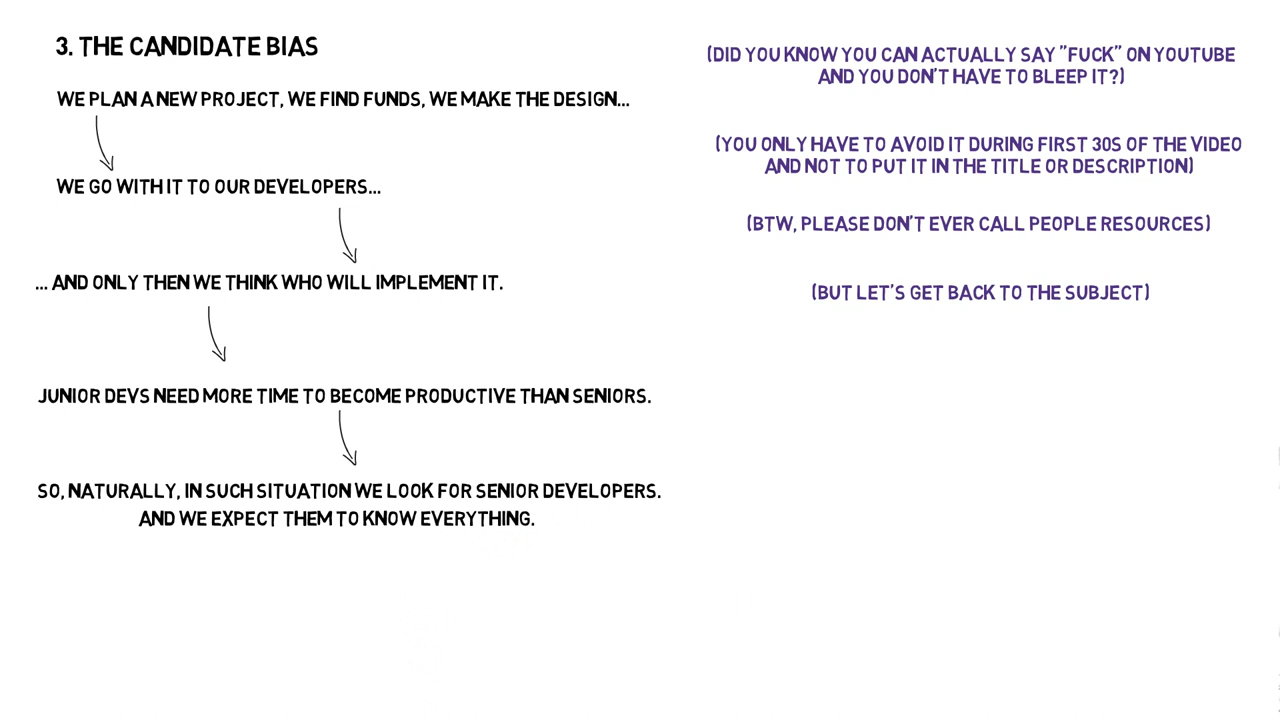 3. THE CANDIDATE BIAS
WE PLAN A NEW PROJECT, WE FIND FUNDS, WE MAKE THE DESIGN...
WE GO WITH IT TO OUR DEVELOPERS...
... AND ONLY THEN WE THINK WHO WILL IMPLEMENT IT.
JUNIOR DEVS NEED MORE TIME TO BECOME PRODUCTIVE THAN SENIORS.
SO, NATURALLY, IN SUCH SITUATION WE LOOK FOR SENIOR DEVELOPERS.
AND WE EXPECT THEM TO KNOW EVERYTHING.
(DID YOU KNOW YOU CAN ACTUALLY SAY "FUCK" ON YOUTUBE
AND YOU DON'T HAVE TO BLEEP IT?)
(YOU ONLY HAVE TO AVOID IT DURING FIRST 30S OF THE VIDEO
AND NOT TO PUT IT IN THE TITLE OR DESCRIPTION)
(BTW, PLEASE DON'T EVER CALL PEOPLE RESOURCES)
(BUT LET'S GET BACK TO THE SUBJECT)